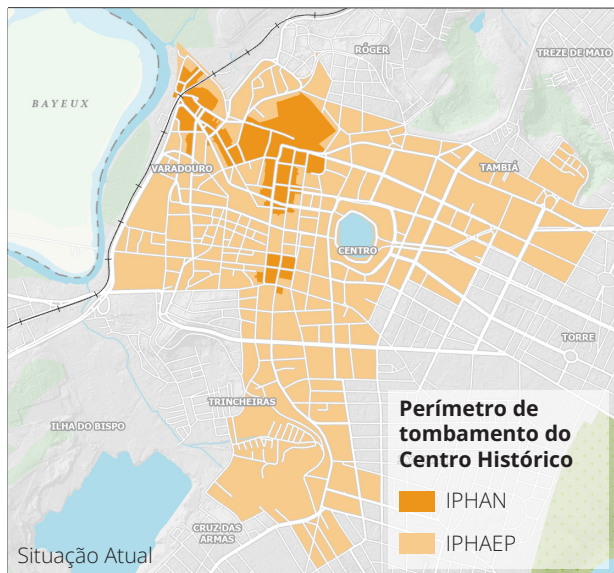 RÓGER
TREZE DE MAIO
BAYEUX
VARADOURO
TAMBIÁ
CENTRO
TORRE
TRINCHEIRAS
ILHA DO BISPO
CRUZ DAS
ARMAS
Perímetro de
tombamento do
Centro Histórico
IPHAN
IPHAEP
Situação Atual